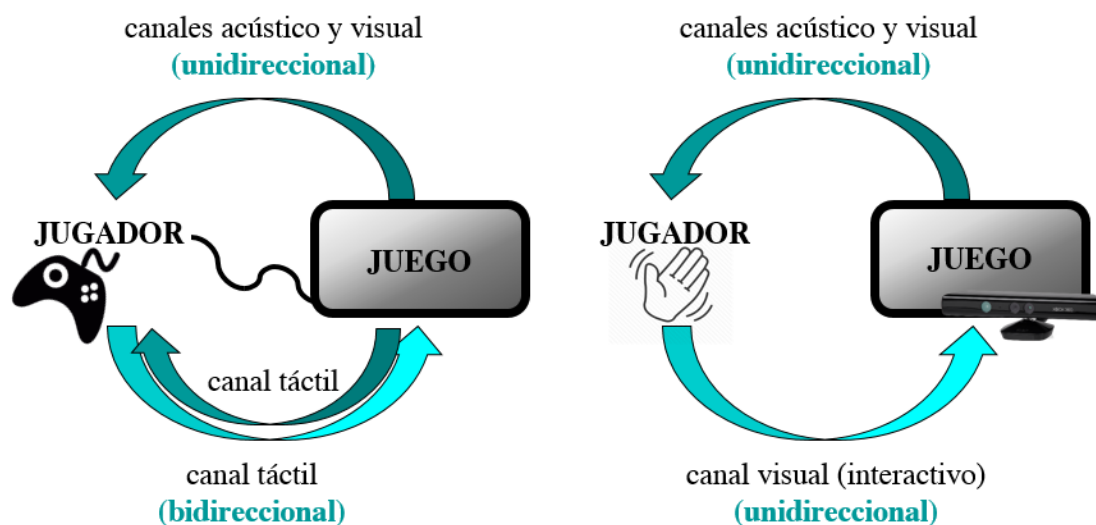 canales acústico y visual
(unidireccional)
JUGADOR
JUEGO
canal táctil
canal táctil
(bidireccional)
canales acústico y visual
(unidireccional)
JUGADOR
JUEGO
canal visual (interactivo)
(unidireccional)